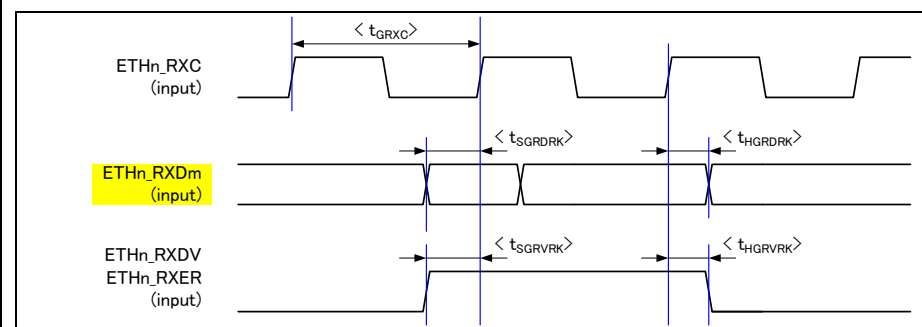 < tGRXC>
ETHn_RXC
(input)
< tSGRDRK>
< tHGRDRK>
ETHn_RXDm
(input)
< tSGRVRK>
< tHGRVRK>
ETHn_RXDV
ETHn_RXER
(input)